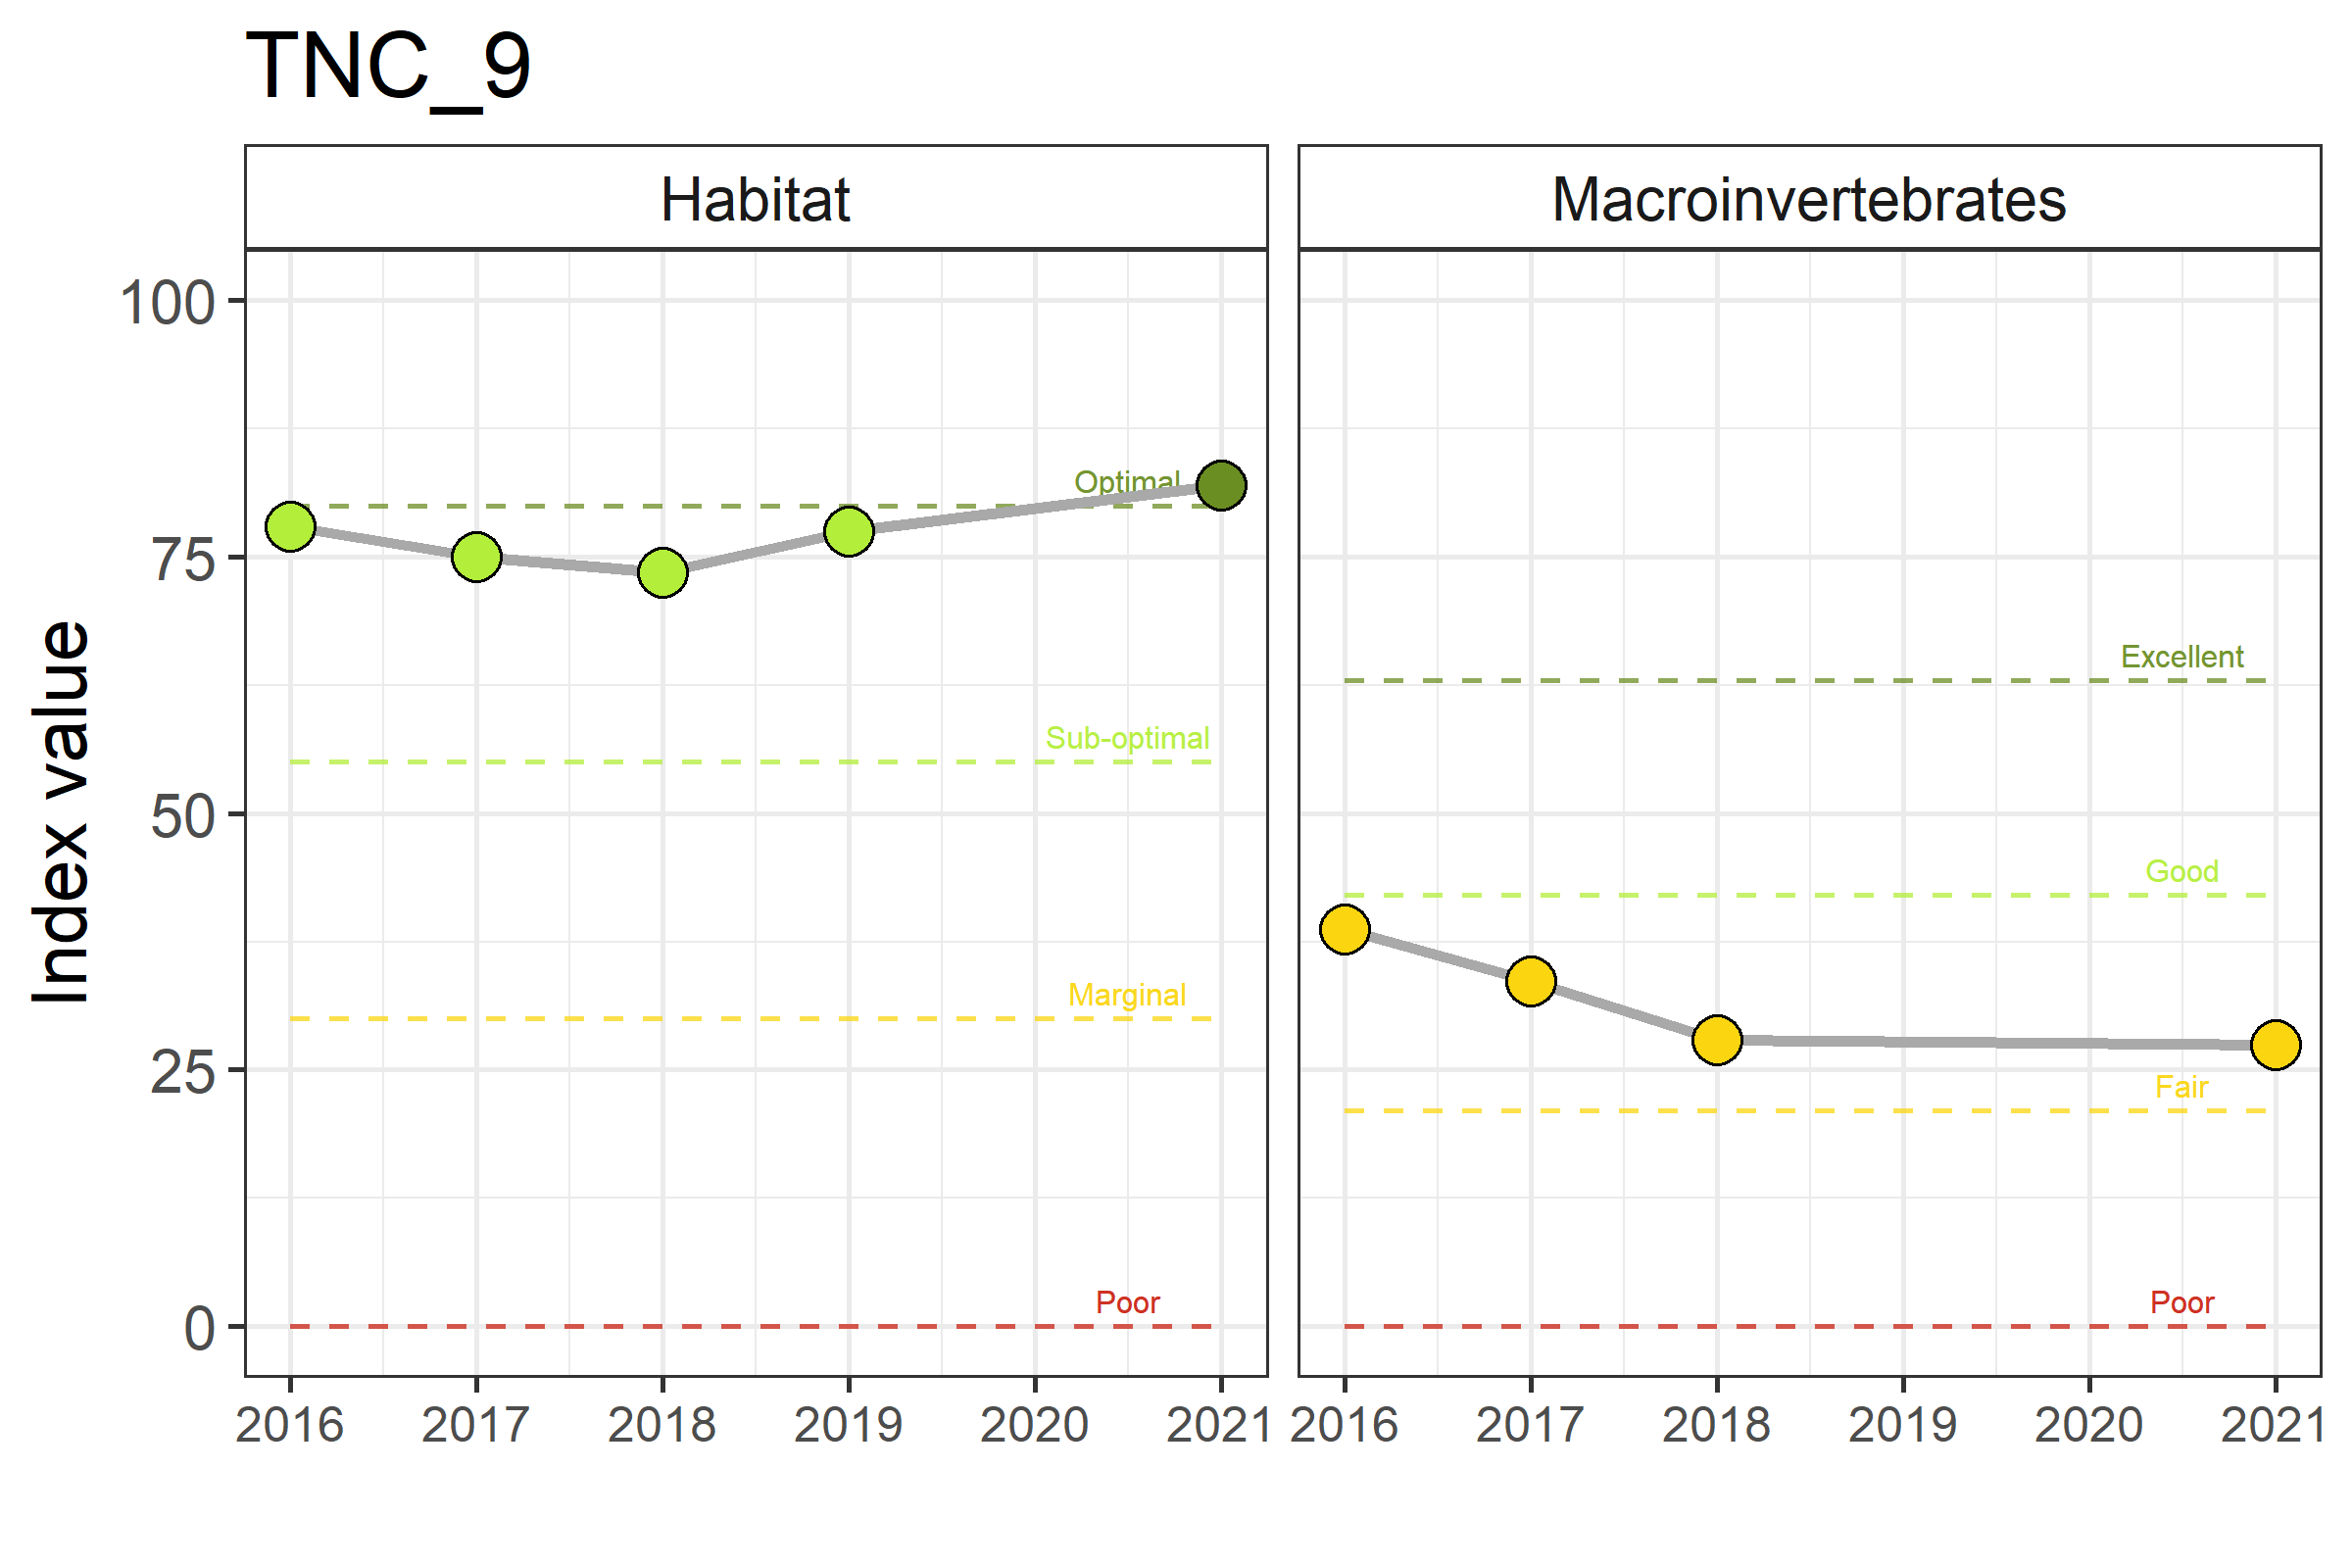 TNC_9
Habitat
Macroinvertebrates
Index value
100
75
50
25
0
Optimal
Sub-optimal
Marginal
Poor
Excellent
Good
Fair
Poor
2016 2017 2018 2019 2020 2021 2016 2017 2018 2019 2020 2021